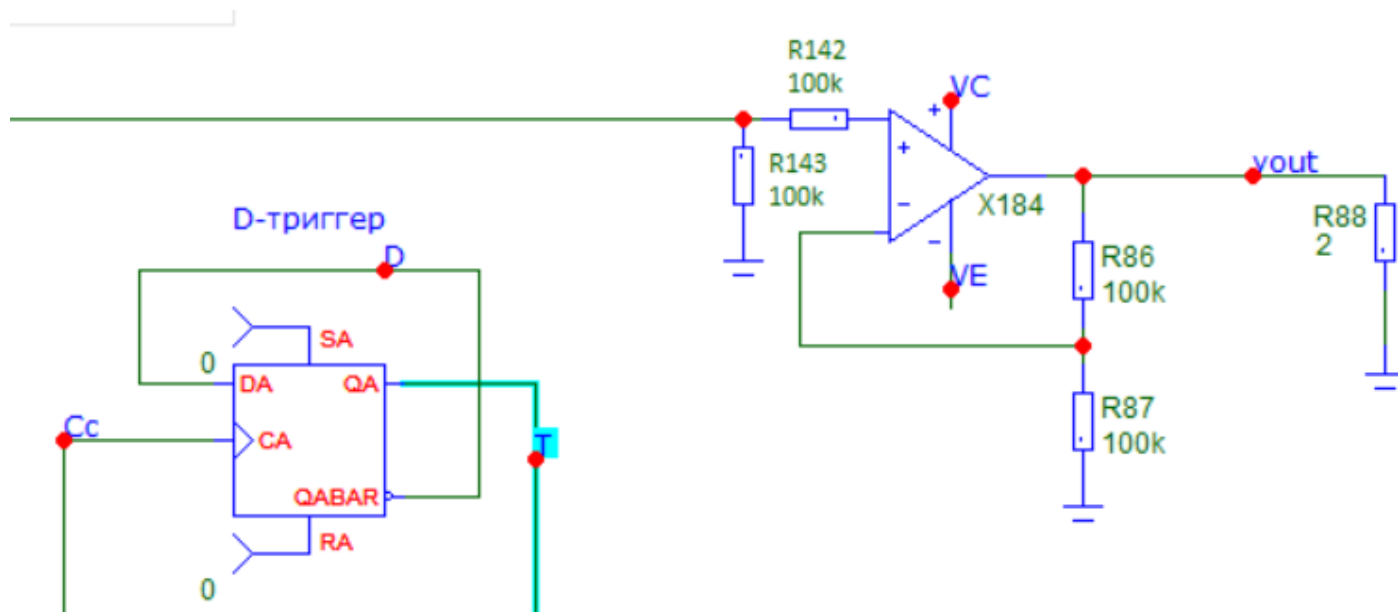 R142
100k
VC
+
+
R143
100k
−
X184
−
VE
vout
R88
2
R86
100k
R87
100k
D-триггер
D
SA
0
DA
QA
Cc
CA
T
QABAR
RA
0